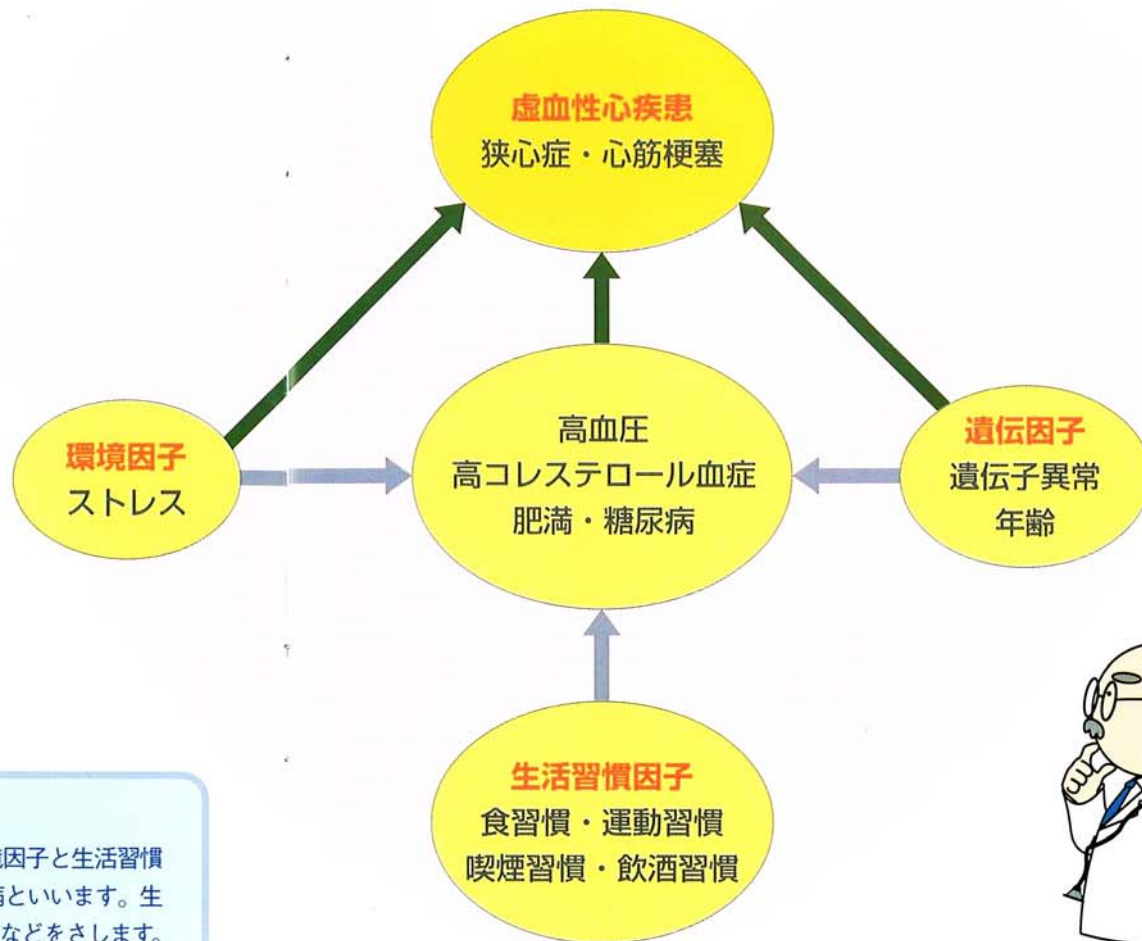 虚血性心疾患
狭心症・心筋梗塞
環境因子
ストレス
高血圧
高コレステロール血症
肥満・糖尿病
遺伝因子
遺伝子異常
年齢
生活習慣因子
食習慣・運動習慣
喫煙習慣・飲酒習慣
因子と生活習慣
病といいます。生
などをさします。